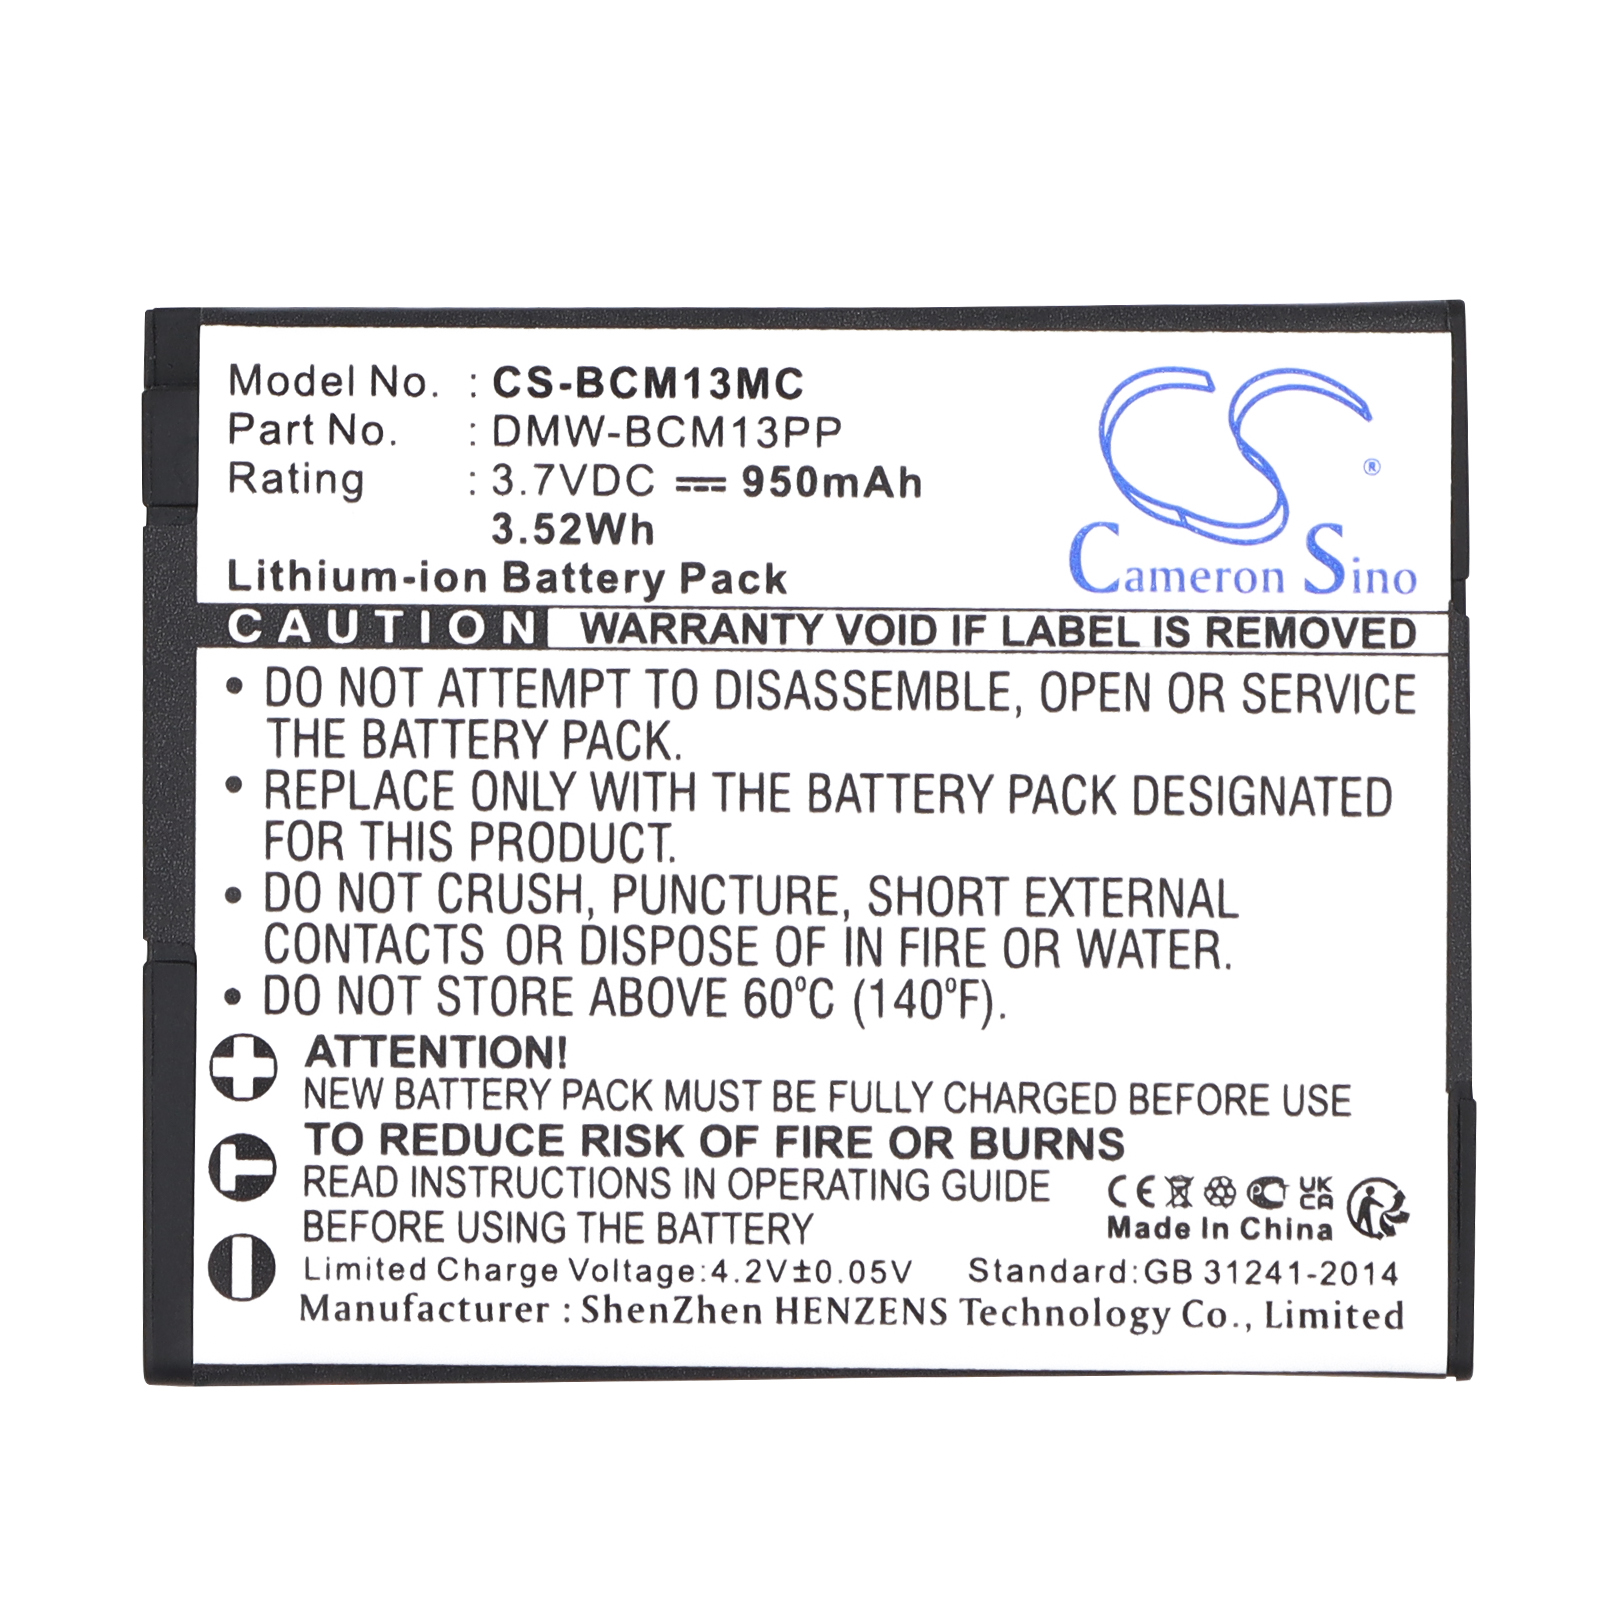 Model No. : CS-BCM13MC
Part No. : DMW-BCM13PP
Rating : 3.7VDC 950mAh
3.52Wh
Lithium-ion Battery Pack
CS ®
Cameron Sino
CAUTION WARRANTY VOID IF LABEL IS REMOVED
• DO NOT ATTEMPT TO DISASSEMBLE, OPEN OR SERVICE
THE BATTERY PACK.
• REPLACE ONLY WITH THE BATTERY PACK DESIGNATED
FOR THIS PRODUCT.
• DO NOT CRUSH, PUNCTURE, SHORT EXTERNAL
CONTACTS OR DISPOSE OF IN FIRE OR WATER.
• DO NOT STORE ABOVE 60°C (140°F).
ATTENTION!
NEW BATTERY PACK MUST BE FULLY CHARGED BEFORE USE
TO REDUCE RISK OF FIRE OR BURNS
READ INSTRUCTIONS IN OPERATING GUIDE
BEFORE USING THE BATTERY
CE UK CA
Made In China
Limited Charge Voltage:4.2V±0.05V Standard:GB 31241-2014
Manufacturer : ShenZhen HENZENS Technology Co., Limited
+
T
−